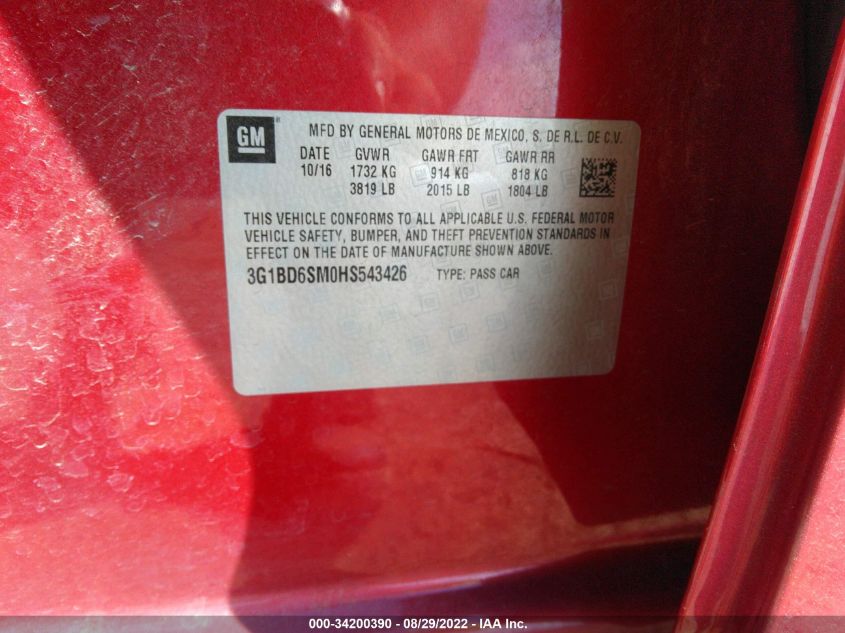 GM
MFD BY GENERAL MOTORS DE MEXICO, S. DE R.L. DE C.V.
DATE GVWR GAWR FRT GAWR RR
10/16 1732 KG 914 KG 818 KG
3819 LB 2015 LB 1804 LB
THIS VEHICLE CONFORMS TO ALL APPLICABLE U.S. FEDERAL MOTOR
VEHICLE SAFETY, BUMPER, AND THEFT PREVENTION STANDARDS IN
EFFECT ON THE DATE OF MANUFACTURE SHOWN ABOVE.
3G1BD6SM0HS543426 TYPE: PASS CAR
000-34200390 - 08/29/2022 - IAA Inc.